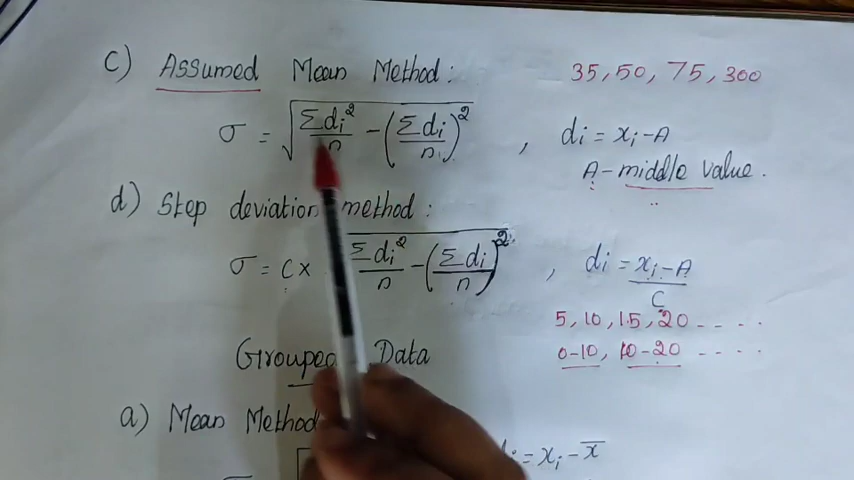 c) Assumed Mean Method: 35, 50, 75, 300
σ = √(Σdi²/n - (Σdi/n)²) , di = xi - A
A - middle value.
d) Step deviation method:
σ = C × √(Σdi²/n - (Σdi/n)²) , di = (xi - A)/C
5, 10, 15, 20 - - - -
0-10, 10-20 - - - -
Grouped Data
a) Mean Method
= xi - x̄